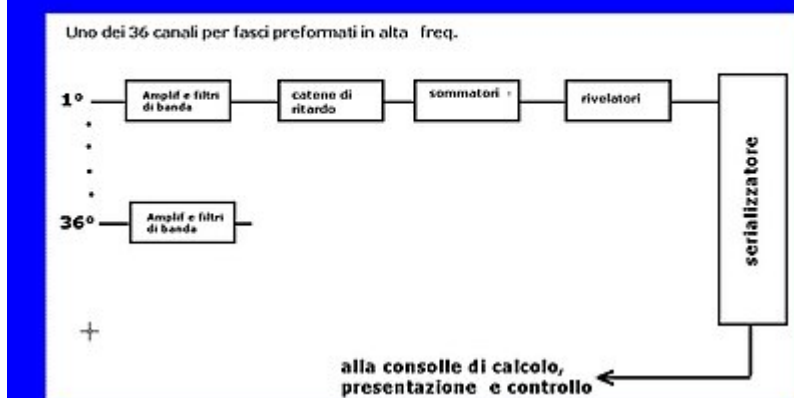 Uno dei 36 canali per fasci preformati in alta freq.
1°
Amplif e filtri
di banda
catene di
ritardo
sommatori
rivelatori
serializzatore
36°
Amplif e filtri
di banda
alla consolle di calcolo,
presentazione e controllo